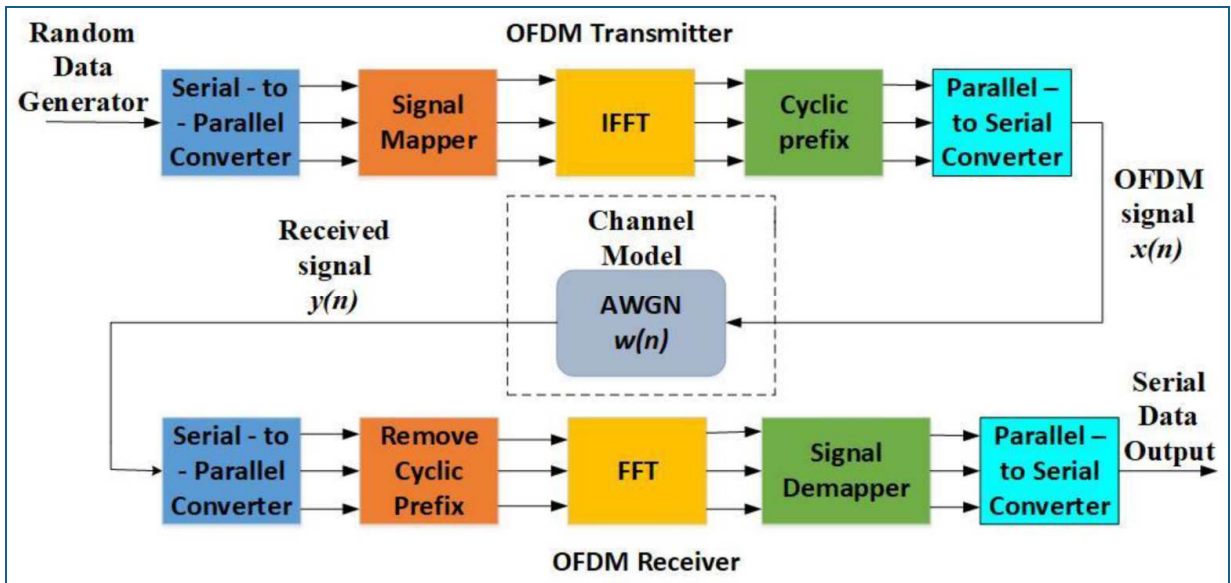 OFDM Transmitter
Random
Data
Generator
Serial - to
- Parallel
Converter
Signal
Mapper
IFFT
Cyclic
prefix
Parallel –
to Serial
Converter
OFDM
signal
x(n)
Channel
Model
AWGN
w(n)
Received
signal
y(n)
Serial - to
- Parallel
Converter
Remove
Cyclic
Prefix
FFT
Signal
Demapper
Parallel –
to Serial
Converter
Serial
Data
Output
OFDM Receiver